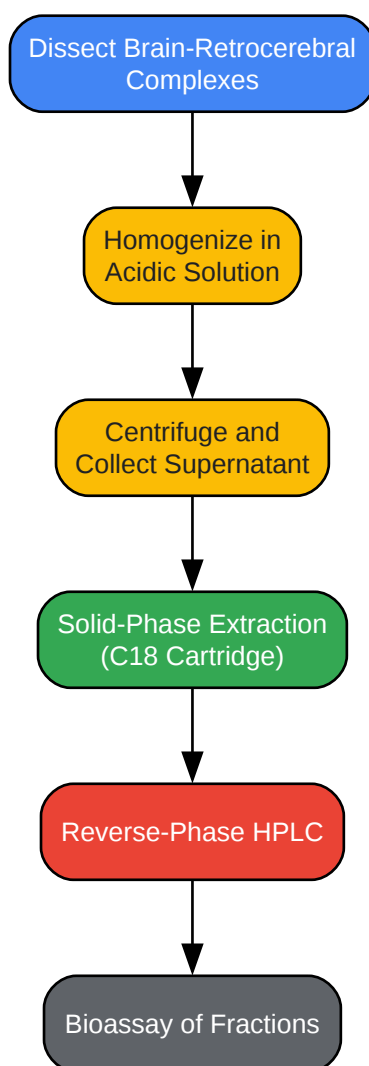 Dissect Brain-Retrocerebral
Complexes
Homogenize in
Acidic Solution
Centrifuge and
Collect Supernatant
Solid-Phase Extraction
(C18 Cartridge)
Reverse-Phase HPLC
Bioassay of Fractions